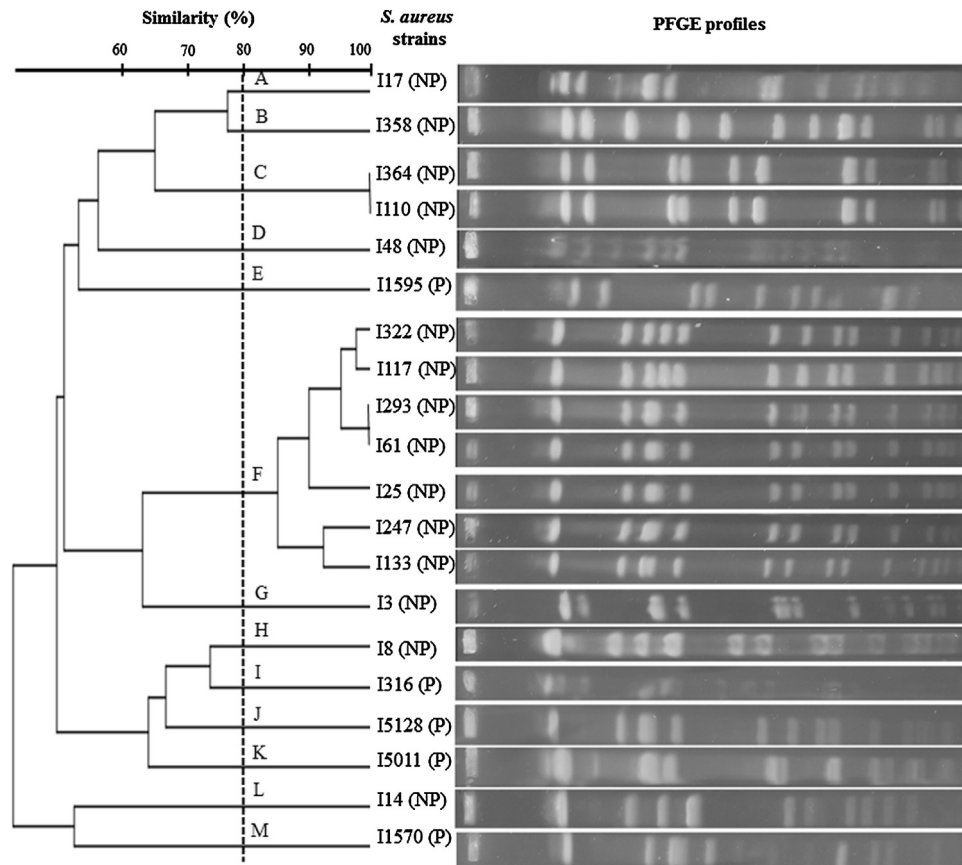 Similarity (%)
S. aureus
strains
PFGE profiles
60 70 80 90 100
A
I17 (NP)
B
I358 (NP)
C
I364 (NP)
I110 (NP)
D
I48 (NP)
E
I1595 (P)
I322 (NP)
I117 (NP)
I293 (NP)
I61 (NP)
F
I25 (NP)
I247 (NP)
I133 (NP)
G
I3 (NP)
H
I8 (NP)
I
I316 (P)
J
I5128 (P)
K
I5011 (P)
L
I14 (NP)
M
I1570 (P)